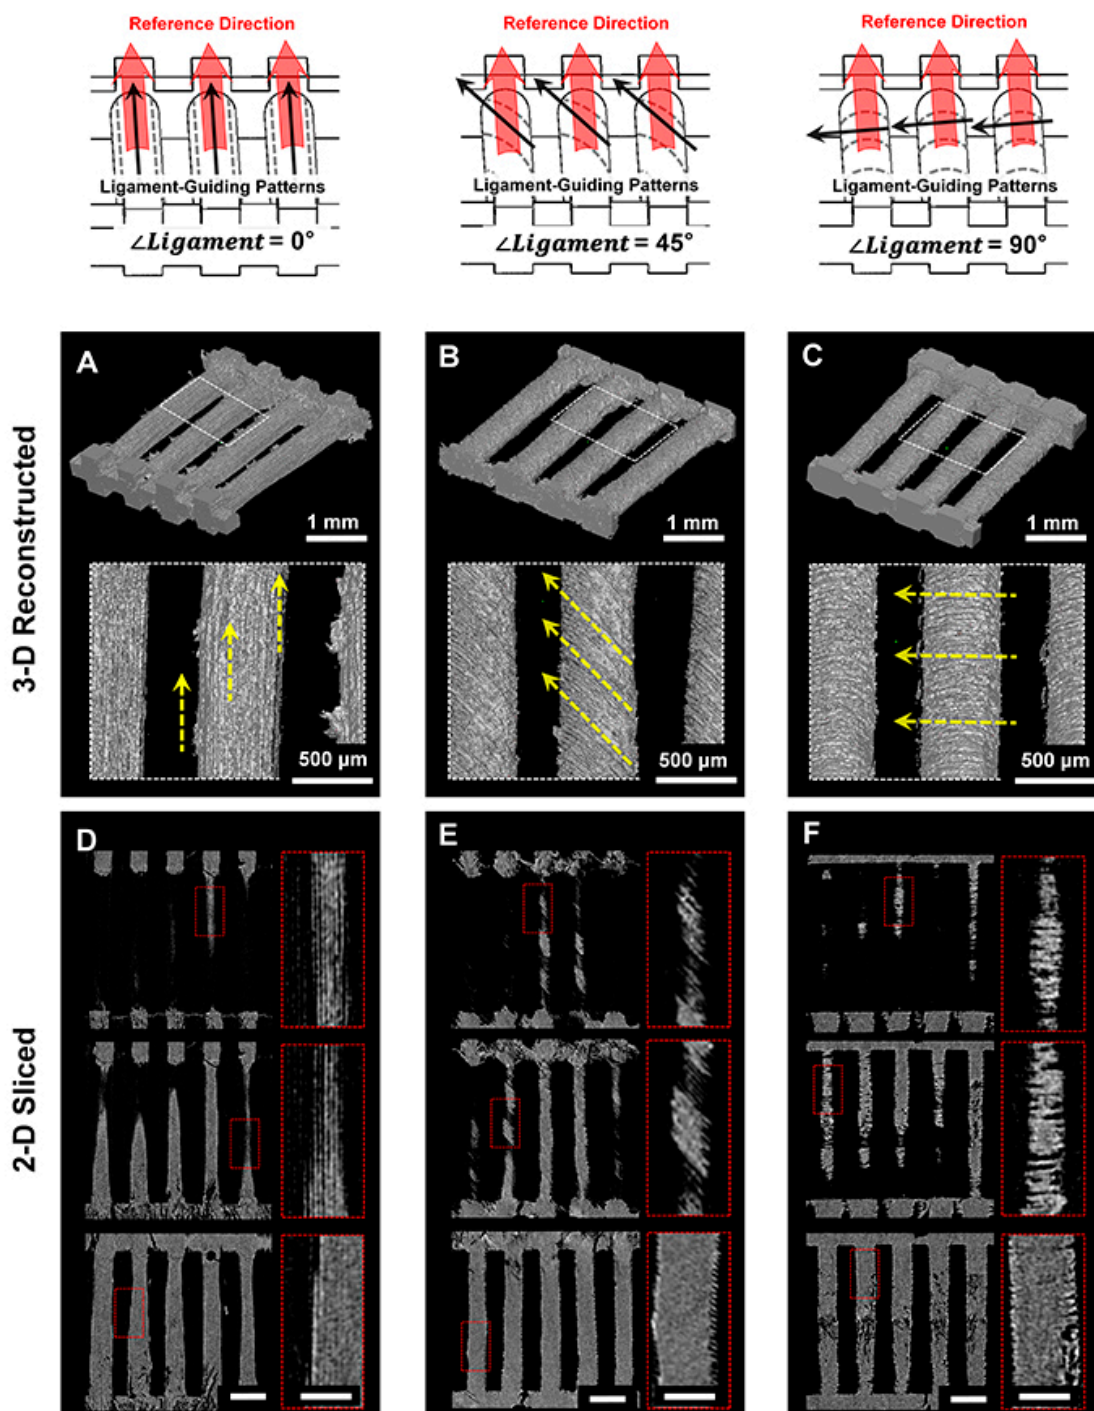 Reference Direction
Reference Direction
Reference Direction
Ligament-Guiding Patterns
Ligament-Guiding Patterns
Ligament-Guiding Patterns
∠Ligament = 0°
∠Ligament = 45°
∠Ligament = 90°
3-D Reconstructed
A
1 mm
500 µm
B
1 mm
500 µm
C
1 mm
500 µm
2-D Sliced
D
E
F